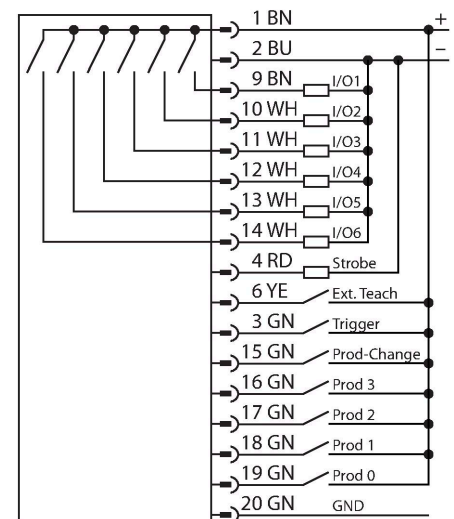 1 BN +
2 BU −
9 BN I/O1
10 WH I/O2
11 WH I/O3
12 WH I/O4
13 WH I/O5
14 WH I/O6
4 RD Strobe
6 YE Ext. Teach
3 GN Trigger
15 GN Prod-Change
16 GN Prod 3
17 GN Prod 2
18 GN Prod 1
19 GN Prod 0
20 GN GND